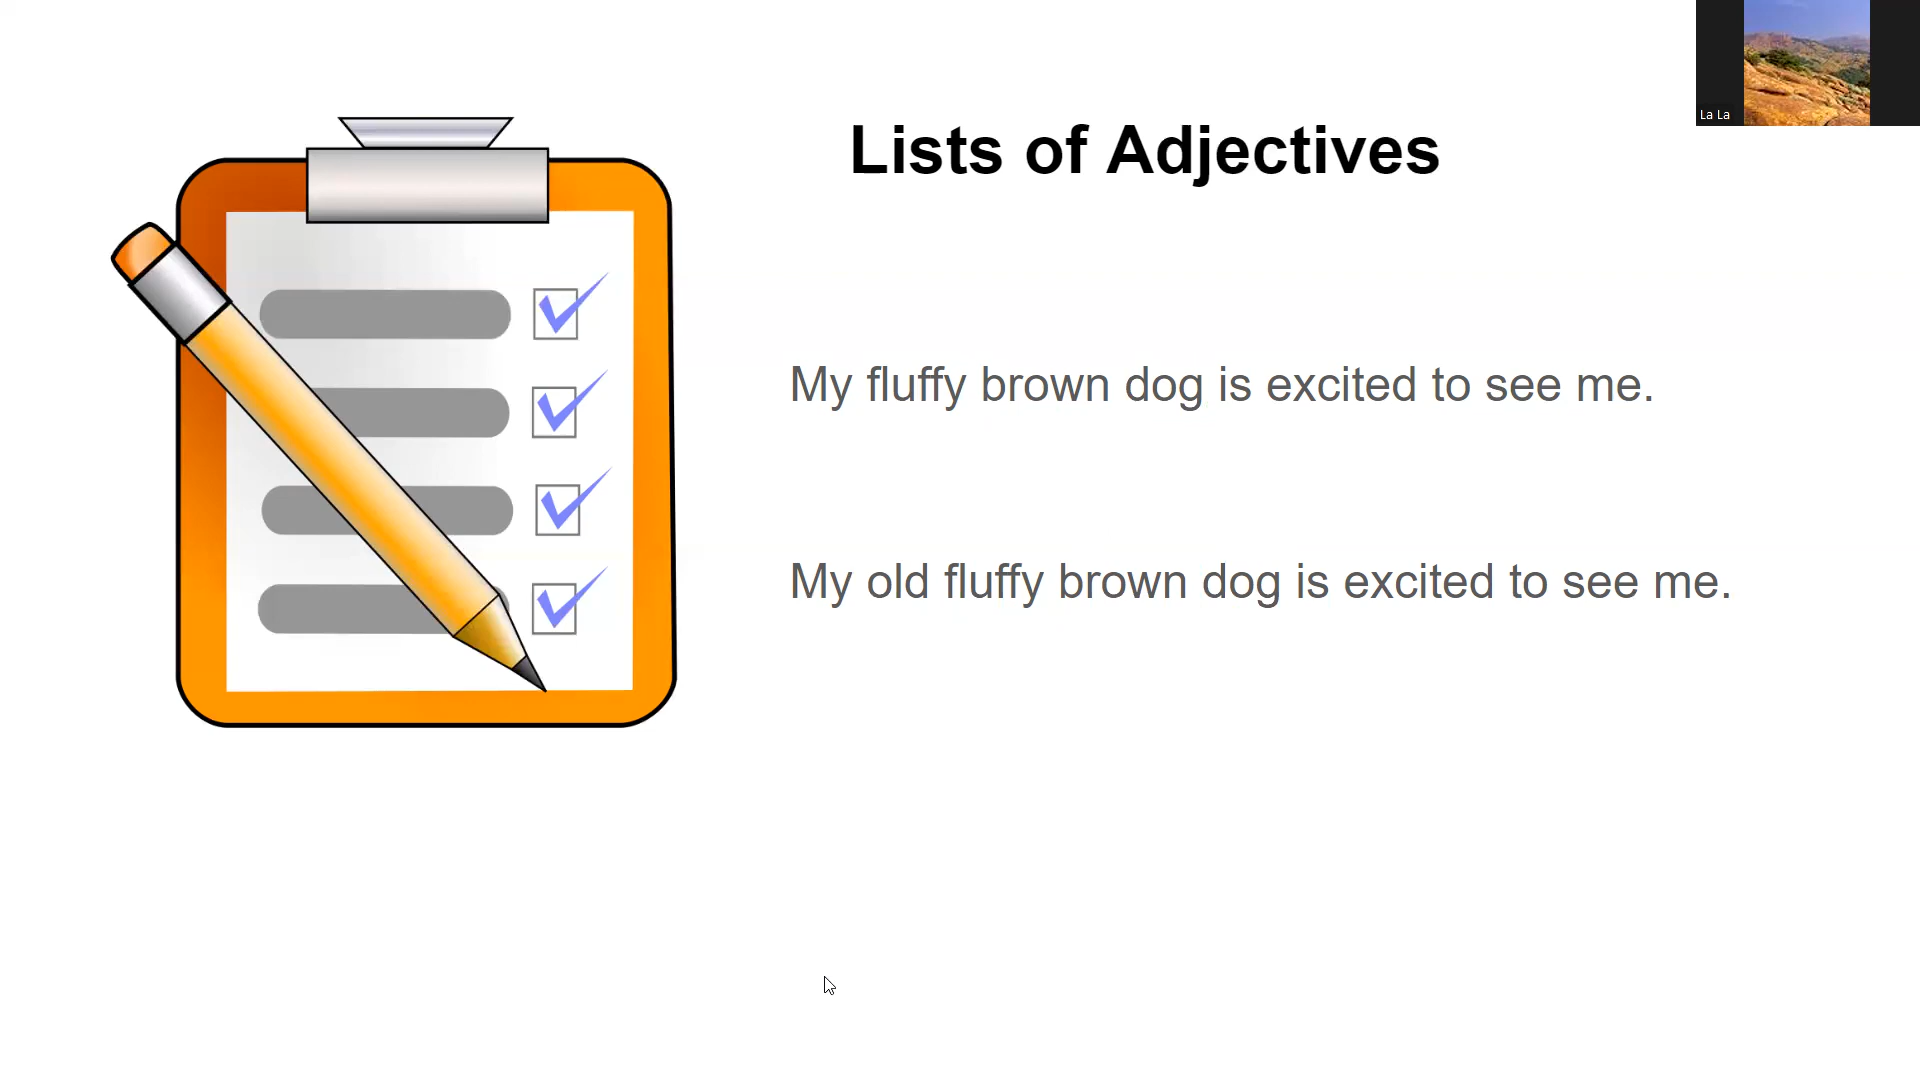 La La
Lists of Adjectives
My fluffy brown dog is excited to see me.
My old fluffy brown dog is excited to see me.